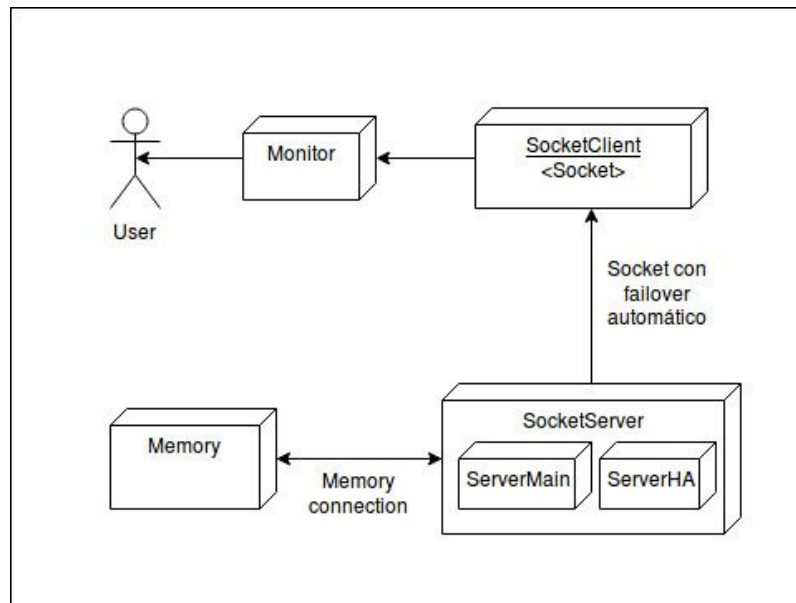 Monitor
SocketClient
<Socket>
User
Socket con
failover
automático
SocketServer
Memory
Memory
connection
ServerMain
ServerHA